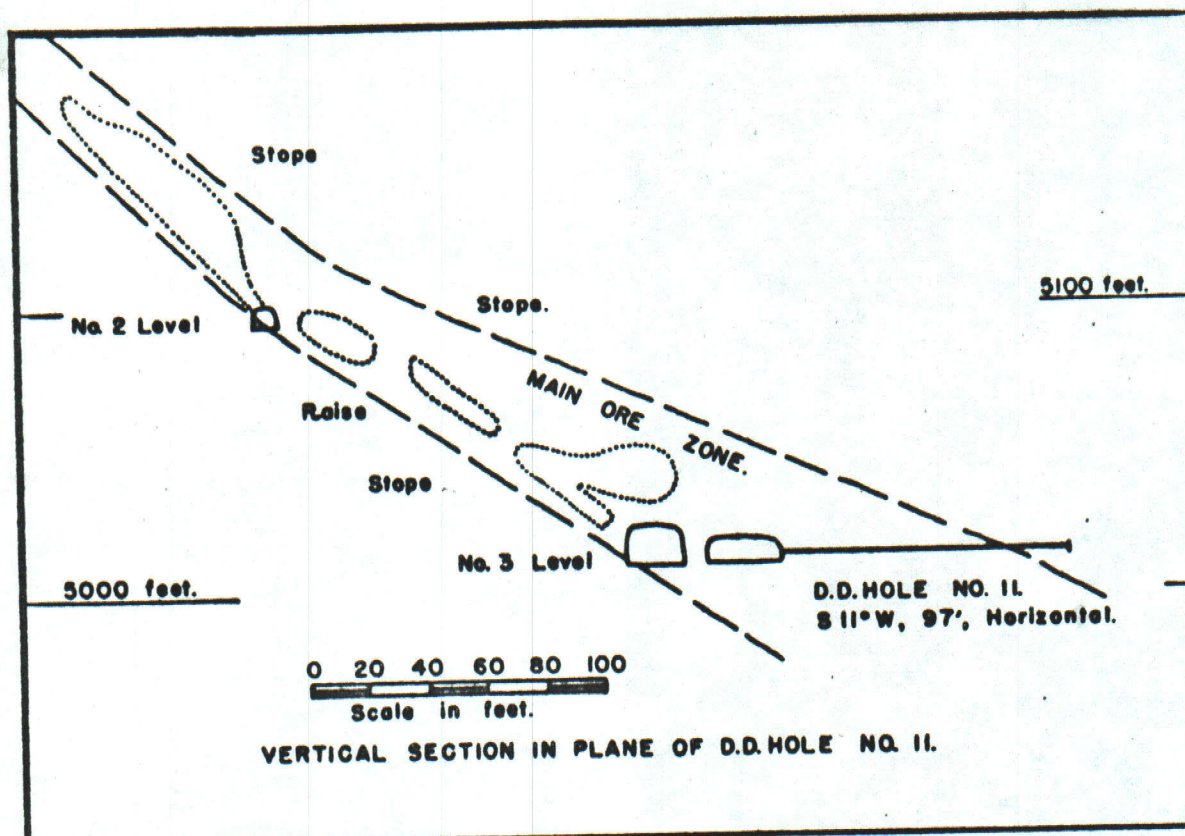 Stope
5100 feet.
Stope.
No. 2 Level
MAIN ORE ZONE.
Raise
Stope
No. 3 Level
5000 feet.
D.D.HOLE NO. 11.
S 11° W, 97', Horizontal.
0 20 40 60 80 100
Scale in feet.
VERTICAL SECTION IN PLANE OF D.D.HOLE NO. 11.